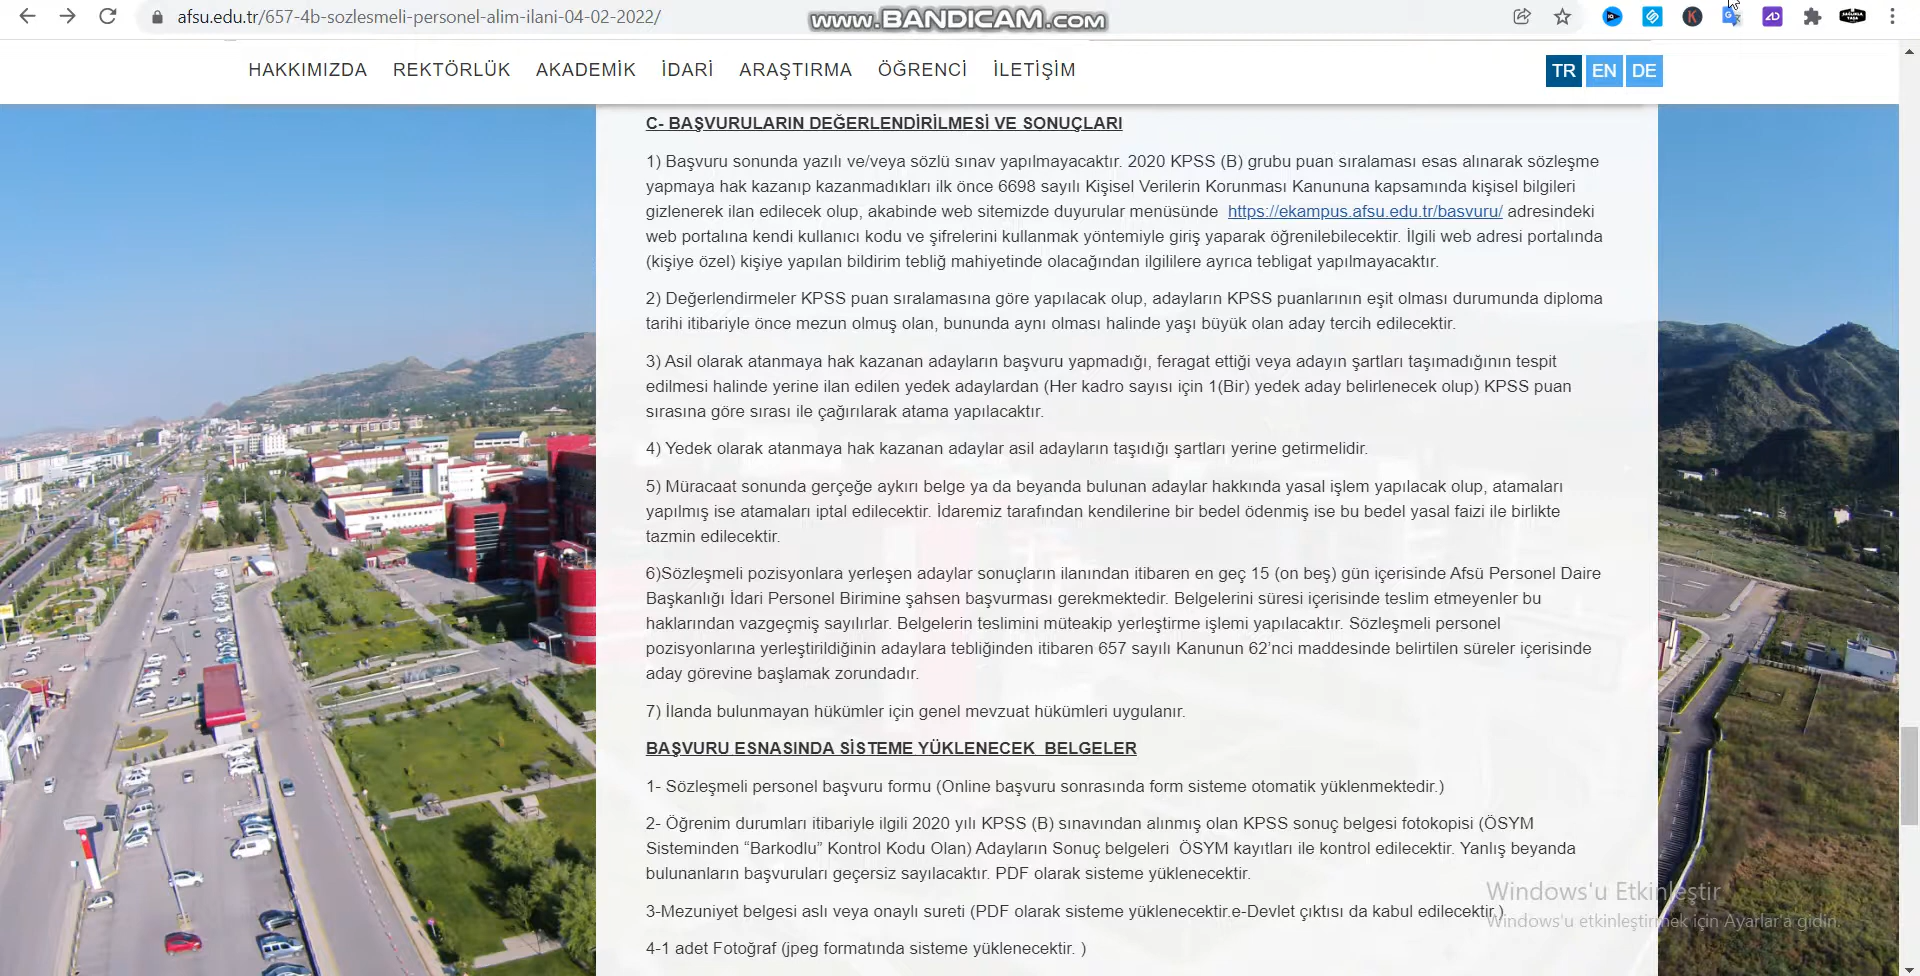 afsu.edu.tr/657-4b-sozlesmeli-personel-alim-ilani-04-02-2022/
www.BANDICAM.com
HAKKIMIZDA REKTÖRLÜK AKADEMİK İDARİ ARAŞTIRMA ÖĞRENCİ İLETİŞİM
TR EN DE
C- BAŞVURULARIN DEĞERLENDİRİLMESİ VE SONUÇLARI
1) Başvuru sonunda yazılı ve/veya sözlü sınav yapılmayacaktır. 2020 KPSS (B) grubu puan sıralaması esas alınarak sözleşme
yapmaya hak kazanıp kazanmadıkları ilk önce 6698 sayılı Kişisel Verilerin Korunması Kanununa kapsamında kişisel bilgileri
gizlenerek ilan edilecek olup, akabinde web sitemizde duyurular menüsünde https://ekampus.afsu.edu.tr/basvuru/ adresindeki
web portalına kendi kullanıcı kodu ve şifrelerini kullanmak yöntemiyle giriş yaparak öğrenilebilecektir. İlgili web adresi portalında
(kişiye özel) kişiye yapılan bildirim tebliğ mahiyetinde olacağından ilgililere ayrıca tebligat yapılmayacaktır.
2) Değerlendirmeler KPSS puan sıralamasına göre yapılacak olup, adayların KPSS puanlarının eşit olması durumunda diploma
tarihi itibariyle önce mezun olmuş olan, bununda aynı olması halinde yaşı büyük olan aday tercih edilecektir.
3) Asil olarak atanmaya hak kazanan adayların başvuru yapmadığı, feragat ettiği veya adayın şartları taşımadığının tespit
edilmesi halinde yerine ilan edilen yedek adaylardan (Her kadro sayısı için 1(Bir) yedek aday belirlenecek olup) KPSS puan
sırasına göre sırası ile çağırılarak atama yapılacaktır.
4) Yedek olarak atanmaya hak kazanan adaylar asil adayların taşıdığı şartları yerine getirmelidir.
5) Müracaat sonunda gerçeğe aykırı belge ya da beyanda bulunan adaylar hakkında yasal işlem yapılacak olup, atamaları
yapılmış ise atamaları iptal edilecektir. İdaremiz tarafından kendilerine bir bedel ödenmiş ise bu bedel yasal faizi ile birlikte
tazmin edilecektir.
6)Sözleşmeli pozisyonlara yerleşen adaylar sonuçların ilanından itibaren en geç 15 (on beş) gün içerisinde Afsü Personel Daire
Başkanlığı İdari Personel Birimine şahsen başvurması gerekmektedir. Belgelerini süresi içerisinde teslim etmeyenler bu
haklarından vazgeçmiş sayılırlar. Belgelerin teslimini müteakip yerleştirme işlemi yapılacaktır. Sözleşmeli personel
pozisyonlarına yerleştirildiğinin adaylara tebliğinden itibaren 657 sayılı Kanunun 62’nci maddesinde belirtilen süreler içerisinde
aday görevine başlamak zorundadır.
7) İlanda bulunmayan hükümler için genel mevzuat hükümleri uygulanır.
BAŞVURU ESNASINDA SİSTEME YÜKLENECEK BELGELER
1- Sözleşmeli personel başvuru formu (Online başvuru sonrasında form sisteme otomatik yüklenmektedir.)
2- Öğrenim durumları itibariyle ilgili 2020 yılı KPSS (B) sınavından alınmış olan KPSS sonuç belgesi fotokopisi (ÖSYM
Sisteminden “Barkodlu” Kontrol Kodu Olan) Adayların Sonuç belgeleri ÖSYM kayıtları ile kontrol edilecektir. Yanlış beyanda
bulunanların başvuruları geçersiz sayılacaktır. PDF olarak sisteme yüklenecektir.
3-Mezuniyet belgesi aslı veya onaylı sureti (PDF olarak sisteme yüklenecektir.e-Devlet çıktısı da kabul edilecektir.)
4-1 adet Fotoğraf (jpeg formatında sisteme yüklenecektir. )
Windows'u Etkinleştir
Windows'u etkinleştirmek için Ayarlar'a gidin.